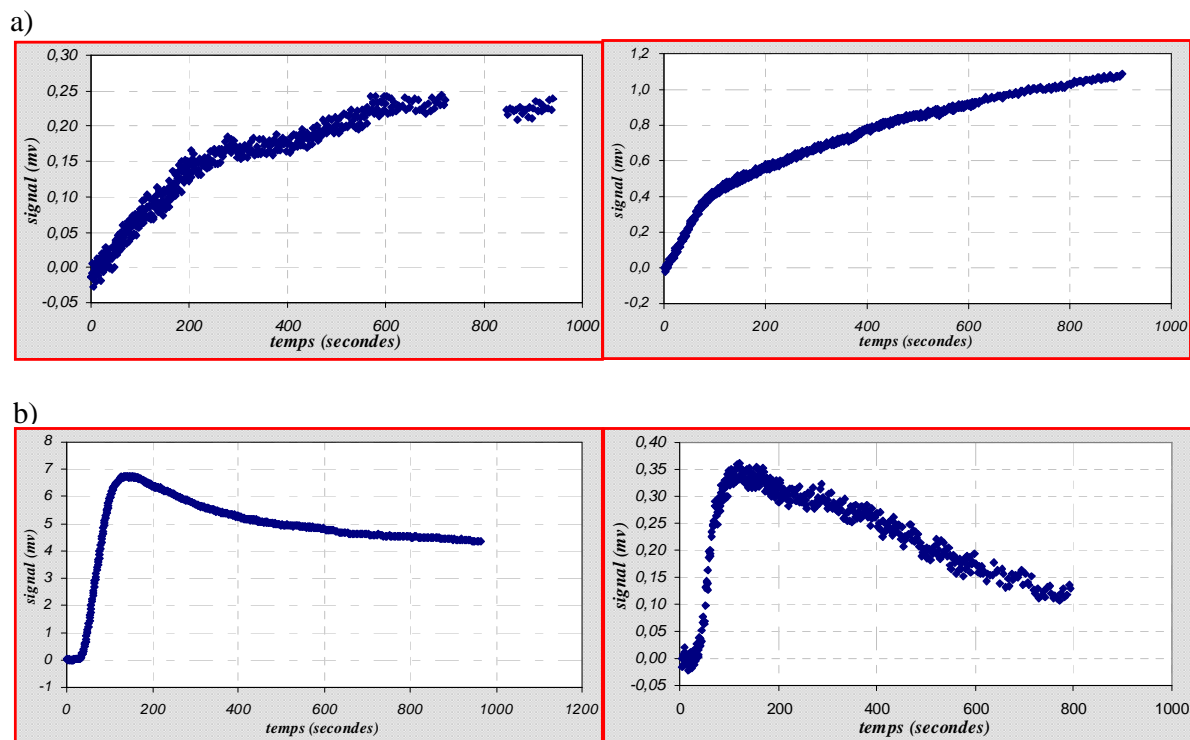 a)
0,30
0,25
0,20
0,15
0,10
0,05
0,00
-0,05
0 200 400 600 800 1000
signal (mv)
temps (secondes)
1,2
1,0
0,8
0,6
0,4
0,2
0,0
-0,2
0 200 400 600 800 1000
signal (mv)
temps (secondes)
b)
8
7
6
5
4
3
2
1
0
-1
0 200 400 600 800 1000 1200
signal (mv)
temps (secondes)
0,40
0,35
0,30
0,25
0,20
0,15
0,10
0,05
0,00
-0,05
0 200 400 600 800 1000
signal (mv)
temps (secondes)